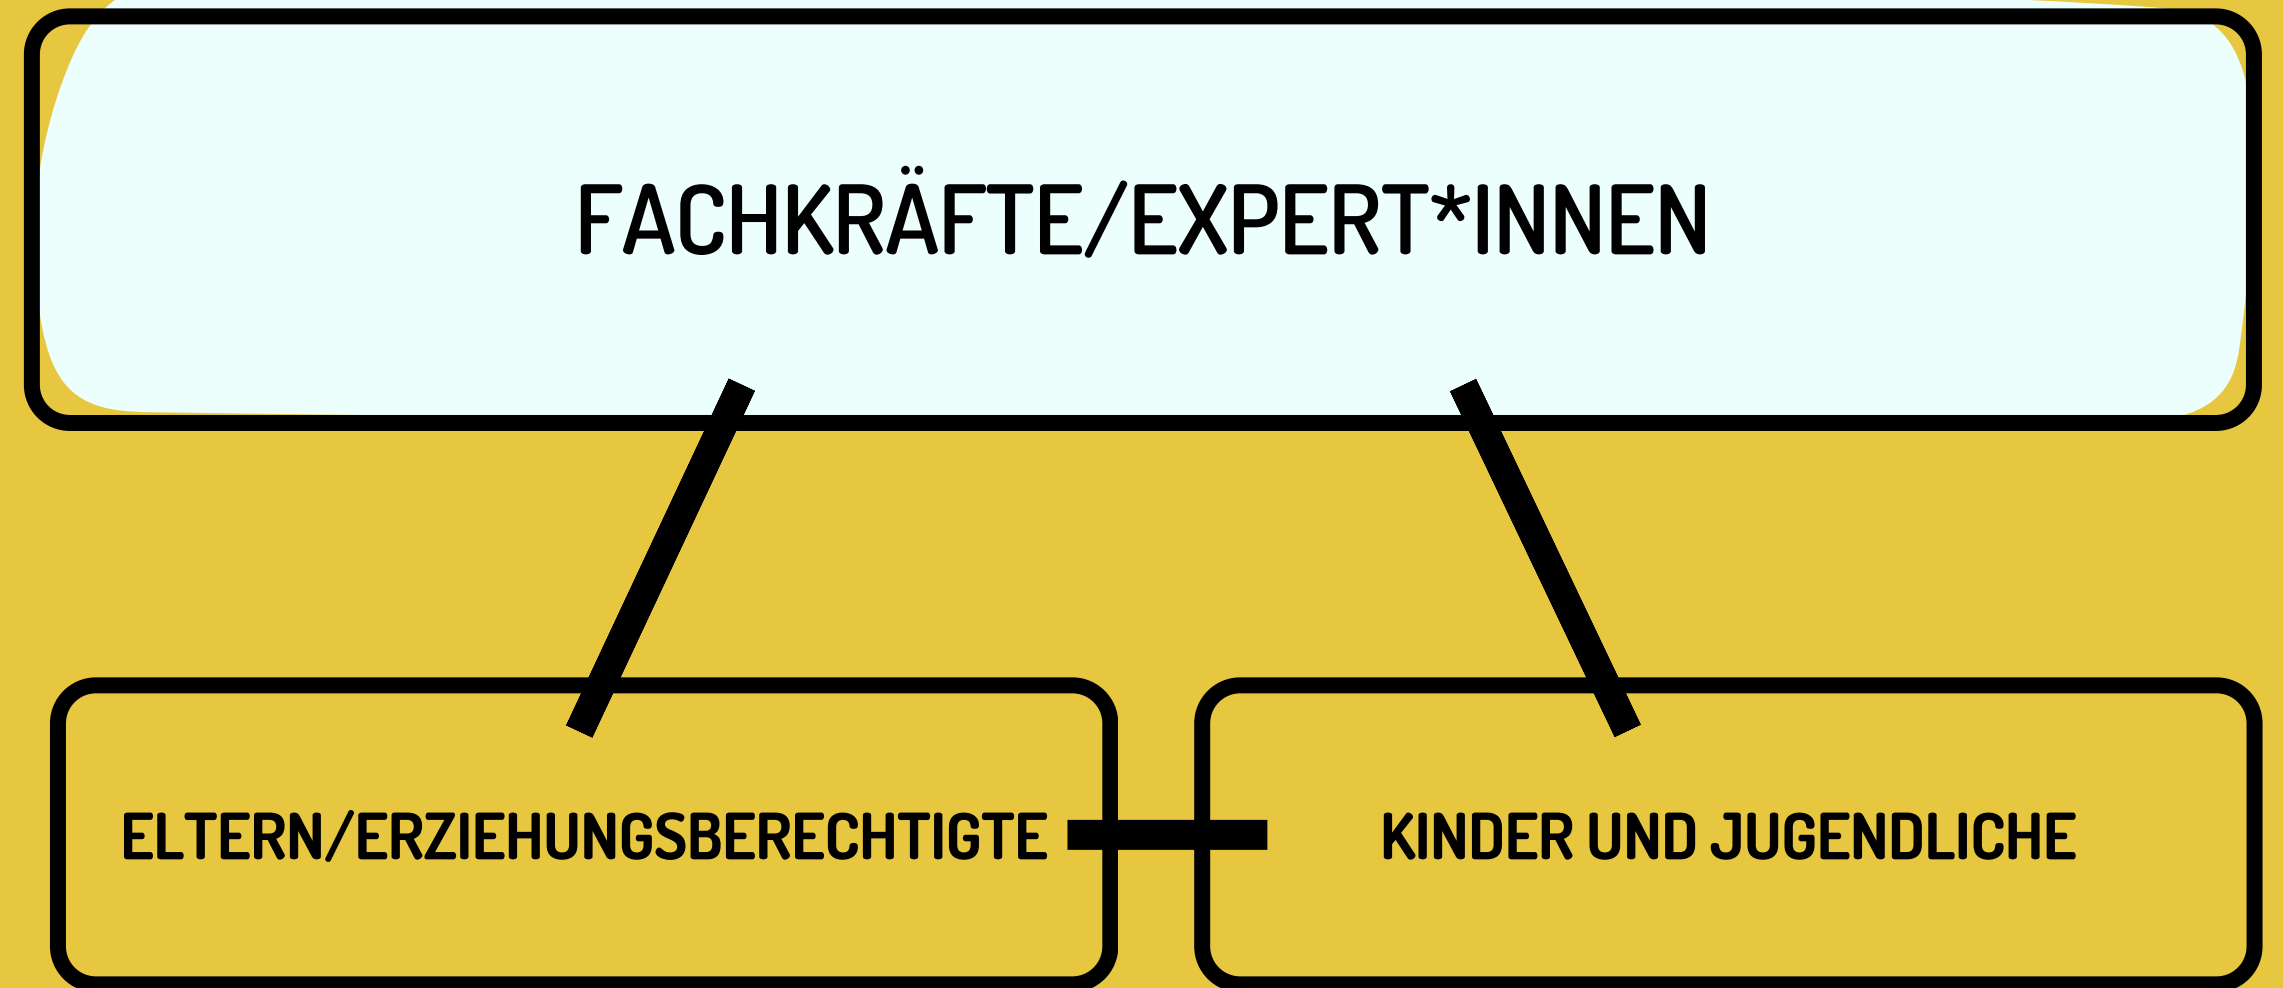 FACHKRÄFTE/EXPERT*INNEN
ELTERN/ERZIEHUNGSBERECHTIGTE
KINDER UND JUGENDLICHE